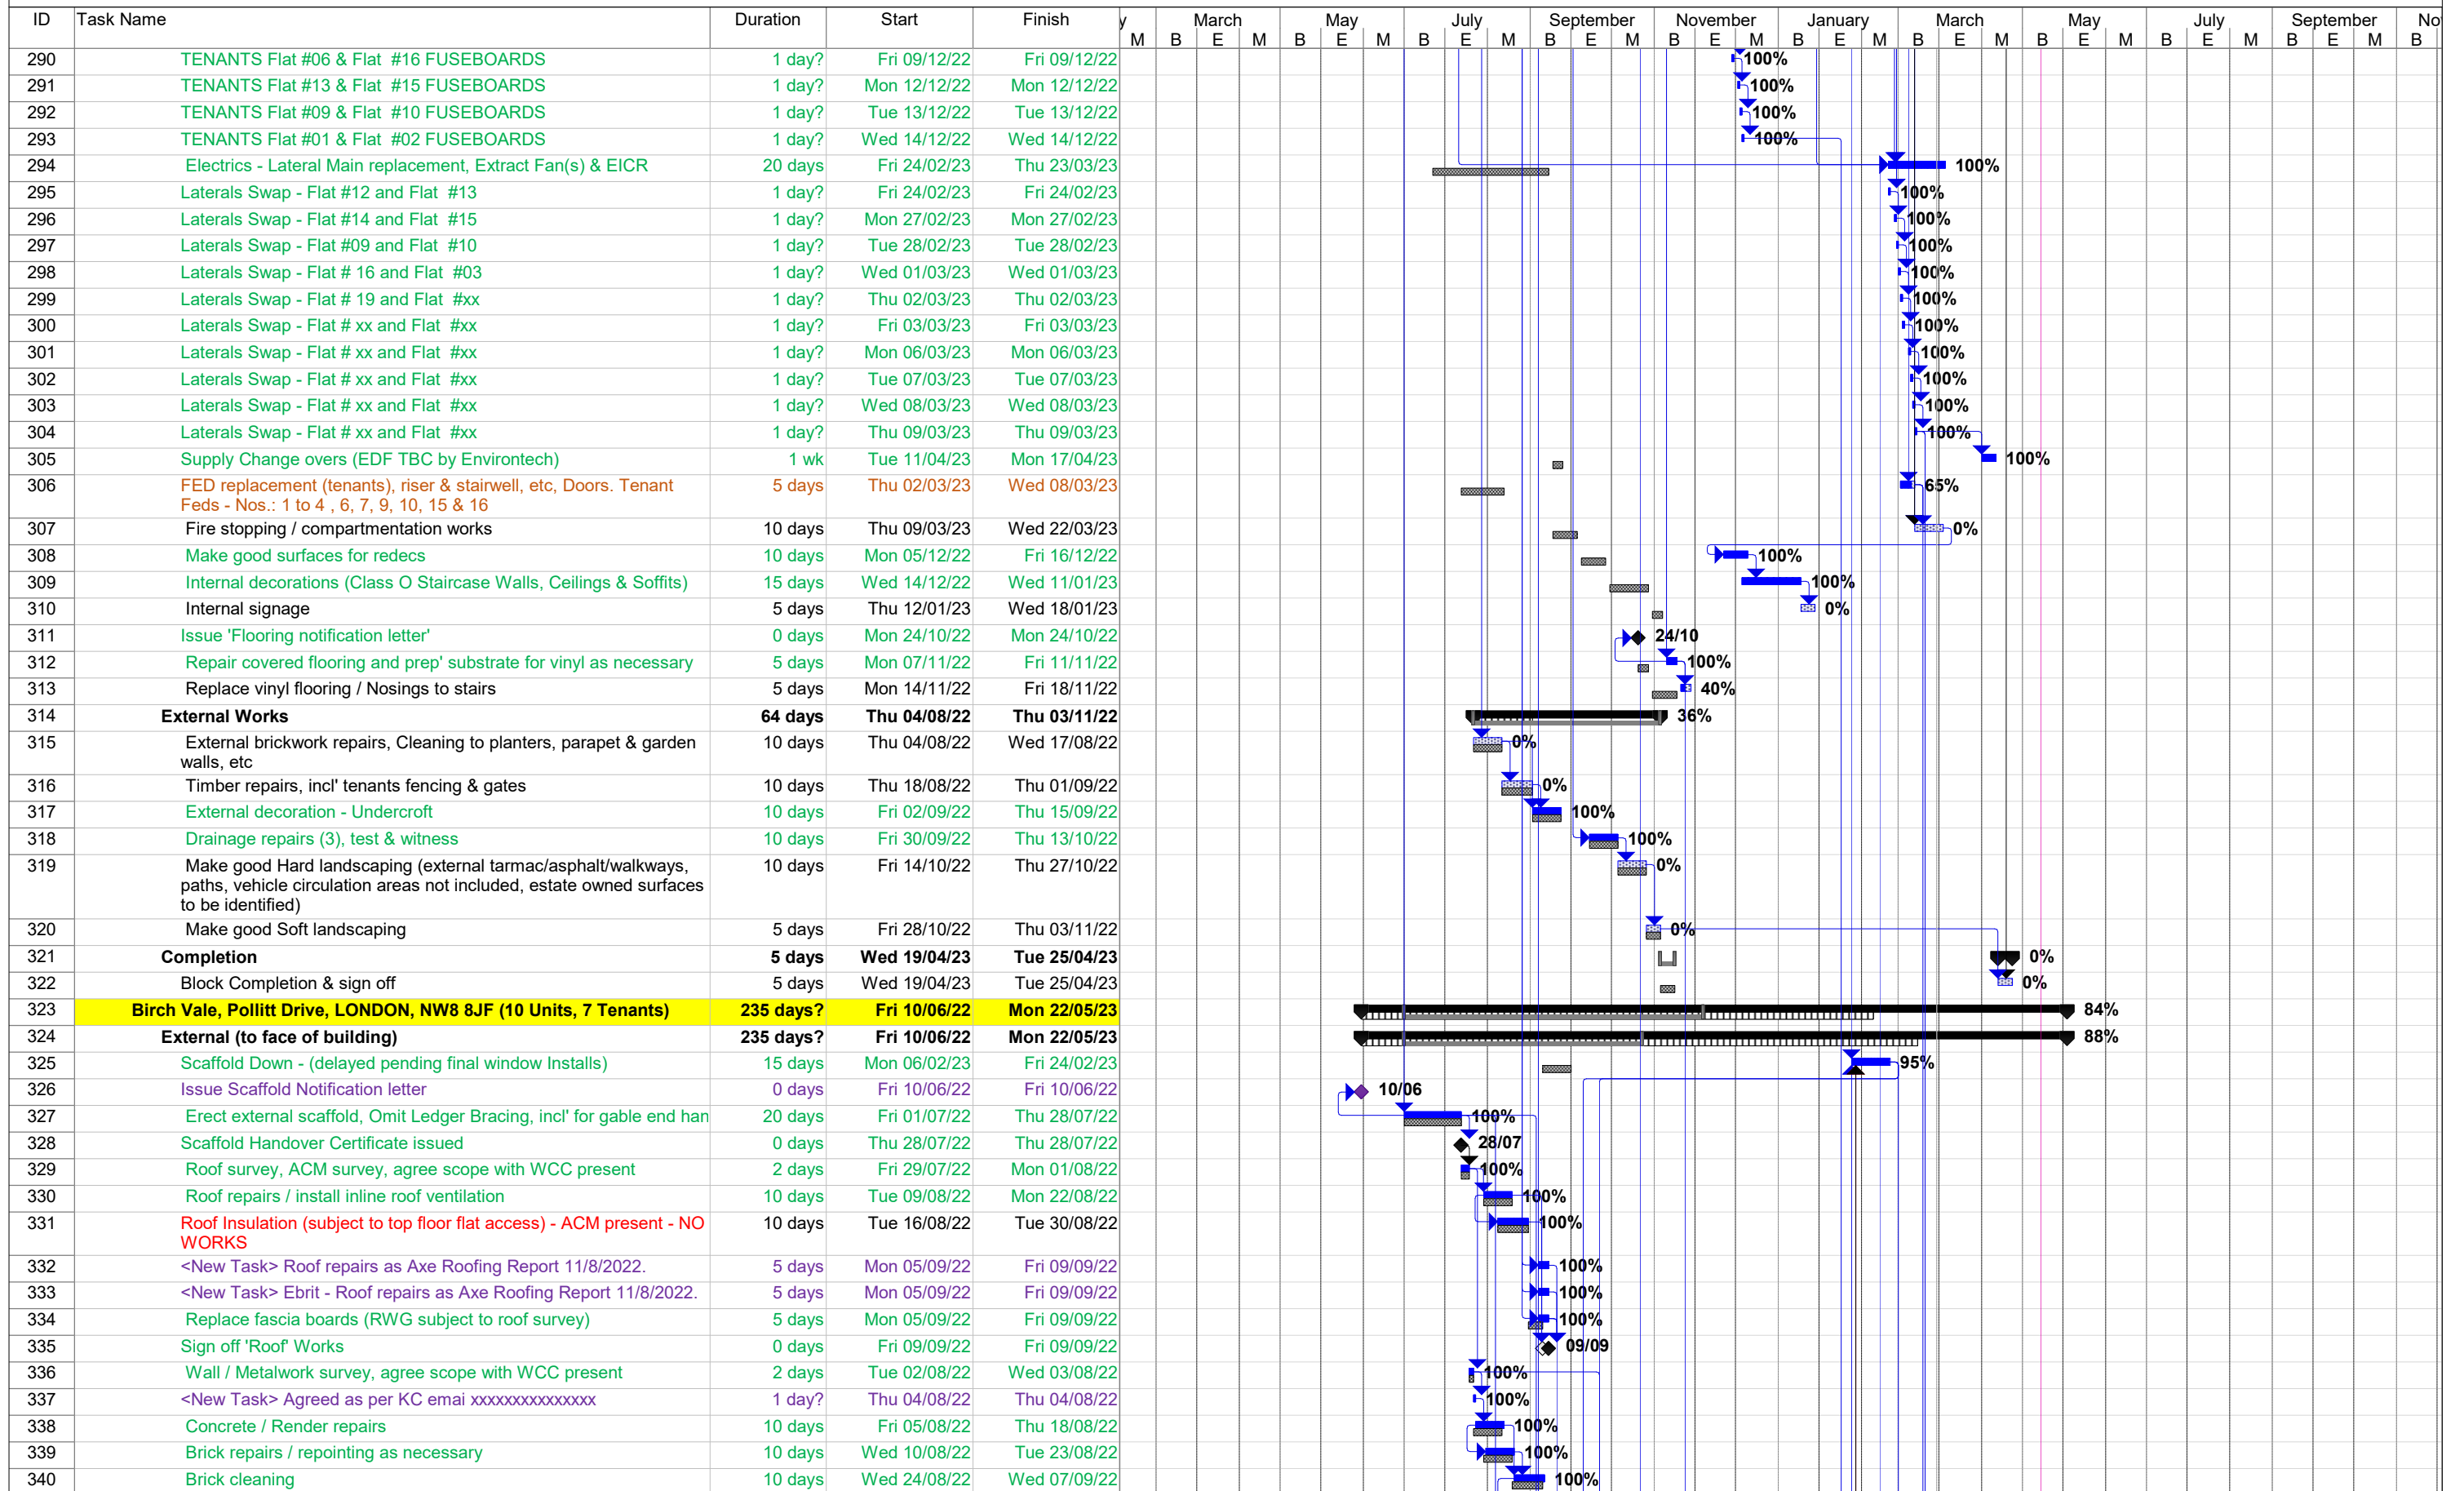 ID Task Name Duration Start Finish y March May July September November January March May July September No
M B E M B E M B E M B E M B E M B E M B E M B E M B E M B E M B
290 TENANTS Flat #06 & Flat #16 FUSEBOARDS 1 day? Fri 09/12/22 Fri 09/12/22 100%
291 TENANTS Flat #13 & Flat #15 FUSEBOARDS 1 day? Mon 12/12/22 Mon 12/12/22 100%
292 TENANTS Flat #09 & Flat #10 FUSEBOARDS 1 day? Tue 13/12/22 Tue 13/12/22 100%
293 TENANTS Flat #01 & Flat #02 FUSEBOARDS 1 day? Wed 14/12/22 Wed 14/12/22 100%
294 Electrics - Lateral Main replacement, Extract Fan(s) & EICR 20 days Fri 24/02/23 Thu 23/03/23 100%
295 Laterals Swap - Flat #12 and Flat #13 1 day? Fri 24/02/23 Fri 24/02/23 100%
296 Laterals Swap - Flat #14 and Flat #15 1 day? Mon 27/02/23 Mon 27/02/23 100%
297 Laterals Swap - Flat #09 and Flat #10 1 day? Tue 28/02/23 Tue 28/02/23 100%
298 Laterals Swap - Flat # 16 and Flat #03 1 day? Wed 01/03/23 Wed 01/03/23 100%
299 Laterals Swap - Flat # 19 and Flat #xx 1 day? Thu 02/03/23 Thu 02/03/23 100%
300 Laterals Swap - Flat # xx and Flat #xx 1 day? Fri 03/03/23 Fri 03/03/23 100%
301 Laterals Swap - Flat # xx and Flat #xx 1 day? Mon 06/03/23 Mon 06/03/23 100%
302 Laterals Swap - Flat # xx and Flat #xx 1 day? Tue 07/03/23 Tue 07/03/23 100%
303 Laterals Swap - Flat # xx and Flat #xx 1 day? Wed 08/03/23 Wed 08/03/23 100%
304 Laterals Swap - Flat # xx and Flat #xx 1 day? Thu 09/03/23 Thu 09/03/23 100%
305 Supply Change overs (EDF TBC by Environtech) 1 wk Tue 11/04/23 Mon 17/04/23 100%
306 FED replacement (tenants), riser & stairwell, etc, Doors. Tenant 5 days Thu 02/03/23 Wed 08/03/23 65%
Feds - Nos.: 1 to 4 , 6, 7, 9, 10, 15 & 16
307 Fire stopping / compartmentation works 10 days Thu 09/03/23 Wed 22/03/23 0%
308 Make good surfaces for redecs 10 days Mon 05/12/22 Fri 16/12/22 100%
309 Internal decorations (Class O Staircase Walls, Ceilings & Soffits) 15 days Wed 14/12/22 Wed 11/01/23 100%
310 Internal signage 5 days Thu 12/01/23 Wed 18/01/23 0%
311 Issue 'Flooring notification letter' 0 days Mon 24/10/22 Mon 24/10/22 24/10
312 Repair covered flooring and prep' substrate for vinyl as necessary 5 days Mon 07/11/22 Fri 11/11/22 100%
313 Replace vinyl flooring / Nosings to stairs 5 days Mon 14/11/22 Fri 18/11/22 40%
314 External Works 64 days Thu 04/08/22 Thu 03/11/22 36%
315 External brickwork repairs, Cleaning to planters, parapet & garden 10 days Thu 04/08/22 Wed 17/08/22 0%
walls, etc
316 Timber repairs, incl' tenants fencing & gates 10 days Thu 18/08/22 Thu 01/09/22 0%
317 External decoration - Undercroft 10 days Fri 02/09/22 Thu 15/09/22 100%
318 Drainage repairs (3), test & witness 10 days Fri 30/09/22 Thu 13/10/22 100%
319 Make good Hard landscaping (external tarmac/asphalt/walkways, 10 days Fri 14/10/22 Thu 27/10/22 0%
paths, vehicle circulation areas not included, estate owned surfaces
to be identified)
320 Make good Soft landscaping 5 days Fri 28/10/22 Thu 03/11/22 0%
321 Completion 5 days Wed 19/04/23 Tue 25/04/23 0%
322 Block Completion & sign off 5 days Wed 19/04/23 Tue 25/04/23 0%
323 Birch Vale, Pollitt Drive, LONDON, NW8 8JF (10 Units, 7 Tenants) 235 days? Fri 10/06/22 Mon 22/05/23 84%
324 External (to face of building) 235 days? Fri 10/06/22 Mon 22/05/23 88%
325 Scaffold Down - (delayed pending final window Installs) 15 days Mon 06/02/23 Fri 24/02/23 95%
326 Issue Scaffold Notification letter 0 days Fri 10/06/22 Fri 10/06/22 10/06
327 Erect external scaffold, Omit Ledger Bracing, incl' for gable end han 20 days Fri 01/07/22 Thu 28/07/22 100%
328 Scaffold Handover Certificate issued 0 days Thu 28/07/22 Thu 28/07/22 28/07
329 Roof survey, ACM survey, agree scope with WCC present 2 days Fri 29/07/22 Mon 01/08/22 100%
330 Roof repairs / install inline roof ventilation 10 days Tue 09/08/22 Mon 22/08/22 100%
331 Roof Insulation (subject to top floor flat access) - ACM present - NO 10 days Tue 16/08/22 Tue 30/08/22 100%
WORKS
332 <New Task> Roof repairs as Axe Roofing Report 11/8/2022. 5 days Mon 05/09/22 Fri 09/09/22 100%
333 <New Task> Ebrit - Roof repairs as Axe Roofing Report 11/8/2022. 5 days Mon 05/09/22 Fri 09/09/22 100%
334 Replace fascia boards (RWG subject to roof survey) 5 days Mon 05/09/22 Fri 09/09/22 100%
335 Sign off 'Roof' Works 0 days Fri 09/09/22 Fri 09/09/22 09/09
336 Wall / Metalwork survey, agree scope with WCC present 2 days Tue 02/08/22 Wed 03/08/22 100%
337 <New Task> Agreed as per KC emai xxxxxxxxxxxxxxx 1 day? Thu 04/08/22 Thu 04/08/22 100%
338 Concrete / Render repairs 10 days Fri 05/08/22 Thu 18/08/22 100%
339 Brick repairs / repointing as necessary 10 days Wed 10/08/22 Tue 23/08/22 100%
340 Brick cleaning 10 days Wed 24/08/22 Wed 07/09/22 100%